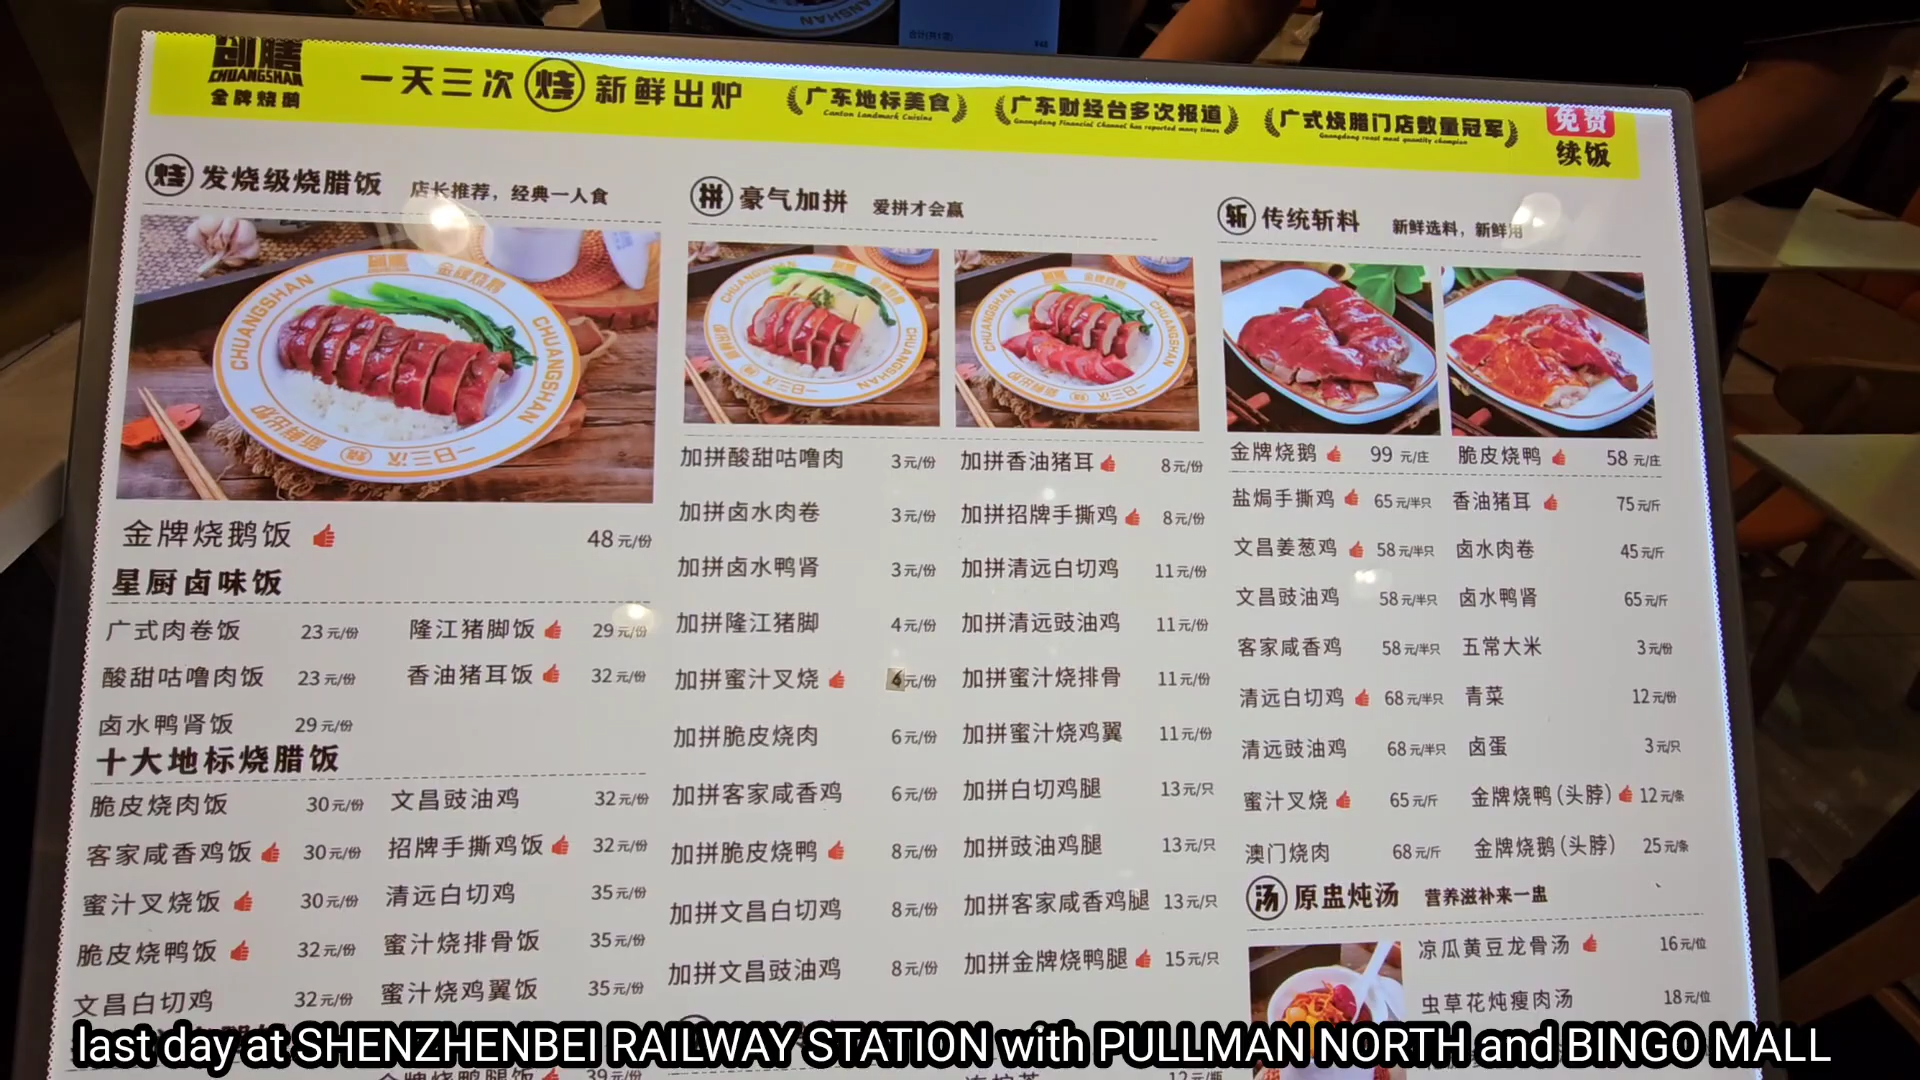 创膳
CHUANGSHAN
金牌烧鹅
一天三次烧新鲜出炉
广东地标美食
Canton Landmark Cuisine
广东财经台多次报道
Guangdong Financial Channel has reported many times
广式烧腊门店数量冠军
Guangdong roast meat quantity champion
免费
续饭
烧 发烧级烧腊饭 店长推荐，经典一人食
金牌烧鹅饭 48元/份
星厨卤味饭
广式肉卷饭 23元/份 隆江猪脚饭 29元/份
酸甜咕噜肉饭 23元/份 香油猪耳饭 32元/份
卤水鸭肾饭 29元/份
十大地标烧腊饭
脆皮烧肉饭 30元/份 文昌豉油鸡 32元/份
客家咸香鸡饭 30元/份 招牌手撕鸡饭 32元/份
蜜汁叉烧饭 30元/份 清远白切鸡 35元/份
脆皮烧鸭饭 32元/份 蜜汁烧排骨饭 35元/份
文昌白切鸡 32元/份 蜜汁烧鸡翼饭 35元/份
金牌烧鸭腿饭 39元/份
拼 豪气加拼 爱拼才会赢
加拼酸甜咕噜肉 3元/份 加拼香油猪耳 8元/份
加拼卤水肉卷 3元/份 加拼招牌手撕鸡 8元/份
加拼卤水鸭肾 3元/份 加拼清远白切鸡 11元/份
加拼隆江猪脚 4元/份 加拼清远豉油鸡 11元/份
加拼蜜汁叉烧 6元/份 加拼蜜汁烧排骨 11元/份
加拼脆皮烧肉 6元/份 加拼蜜汁烧鸡翼 11元/份
加拼客家咸香鸡 6元/份 加拼白切鸡腿 13元/只
加拼脆皮烧鸭 8元/份 加拼豉油鸡腿 13元/只
加拼文昌白切鸡 8元/份 加拼客家咸香鸡腿 13元/只
加拼文昌豉油鸡 8元/份 加拼金牌烧鸭腿 15元/只
12元/瓶
斩 传统斩料 新鲜选料，新鲜用
金牌烧鹅 99元/庄 脆皮烧鸭 58元/庄
盐焗手撕鸡 65元/半只 香油猪耳 75元/斤
文昌姜葱鸡 58元/半只 卤水肉卷 45元/斤
文昌豉油鸡 58元/半只 卤水鸭肾 65元/斤
客家咸香鸡 58元/半只 五常大米 3元/份
清远白切鸡 68元/半只 青菜 12元/份
清远豉油鸡 68元/半只 卤蛋 3元/只
蜜汁叉烧 65元/斤 金牌烧鸭(头脖) 12元/条
澳门烧肉 68元/斤 金牌烧鹅(头脖) 25元/条
汤 原盅炖汤 营养滋补来一盅
凉瓜黄豆龙骨汤 16元/位
虫草花炖瘦肉汤 18元/位
last day at SHENZHENBEI RAILWAY STATION with PULLMAN NORTH and BINGO MALL